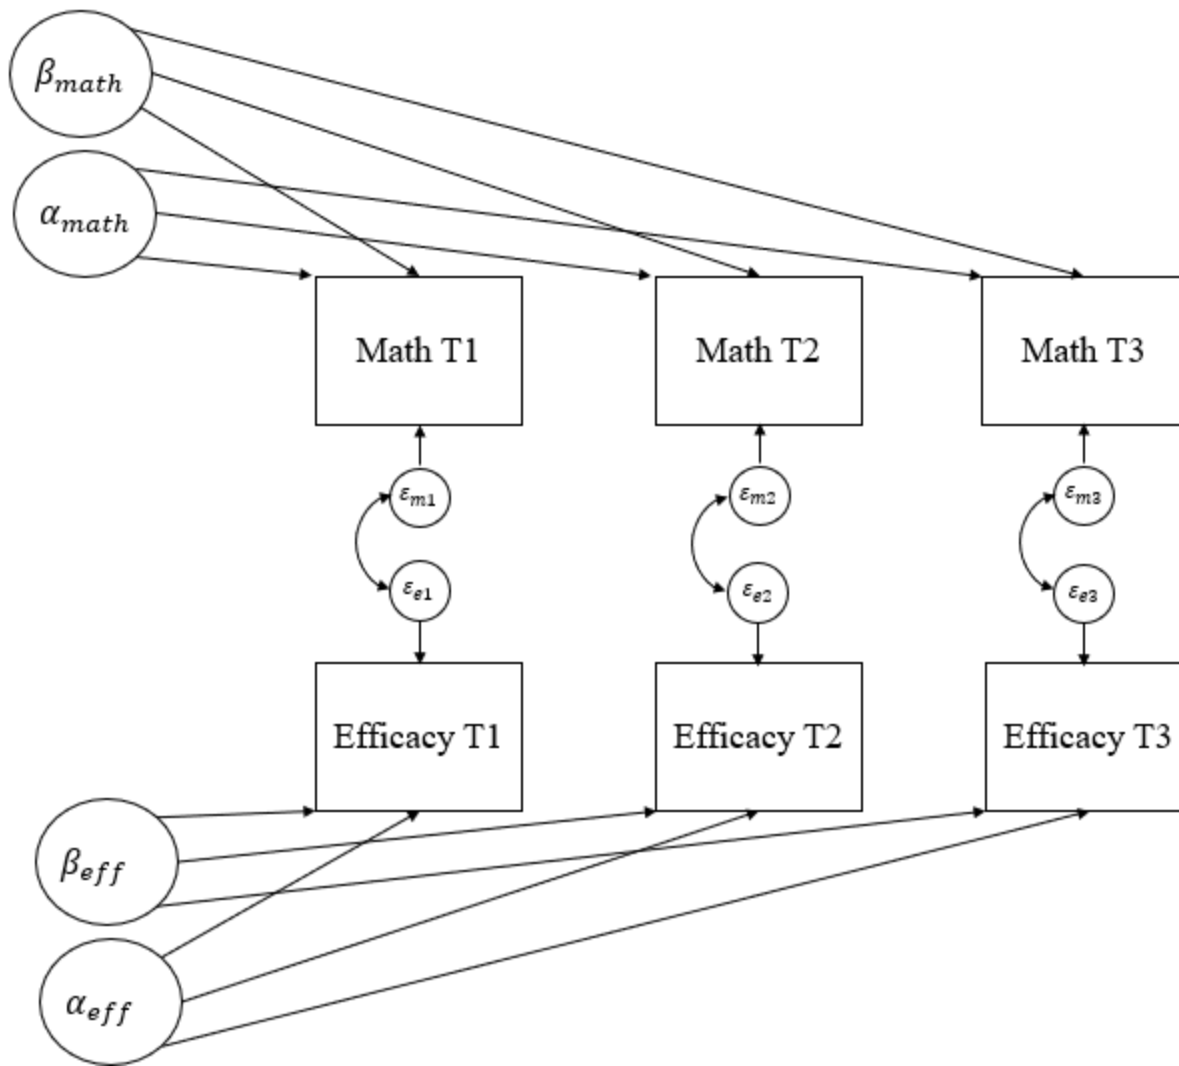 β_math
α_math
Math T1 Math T2 Math T3
ε_m1 ε_m2 ε_m3
ε_e1 ε_e2 ε_e3
Efficacy T1 Efficacy T2 Efficacy T3
β_eff
α_eff